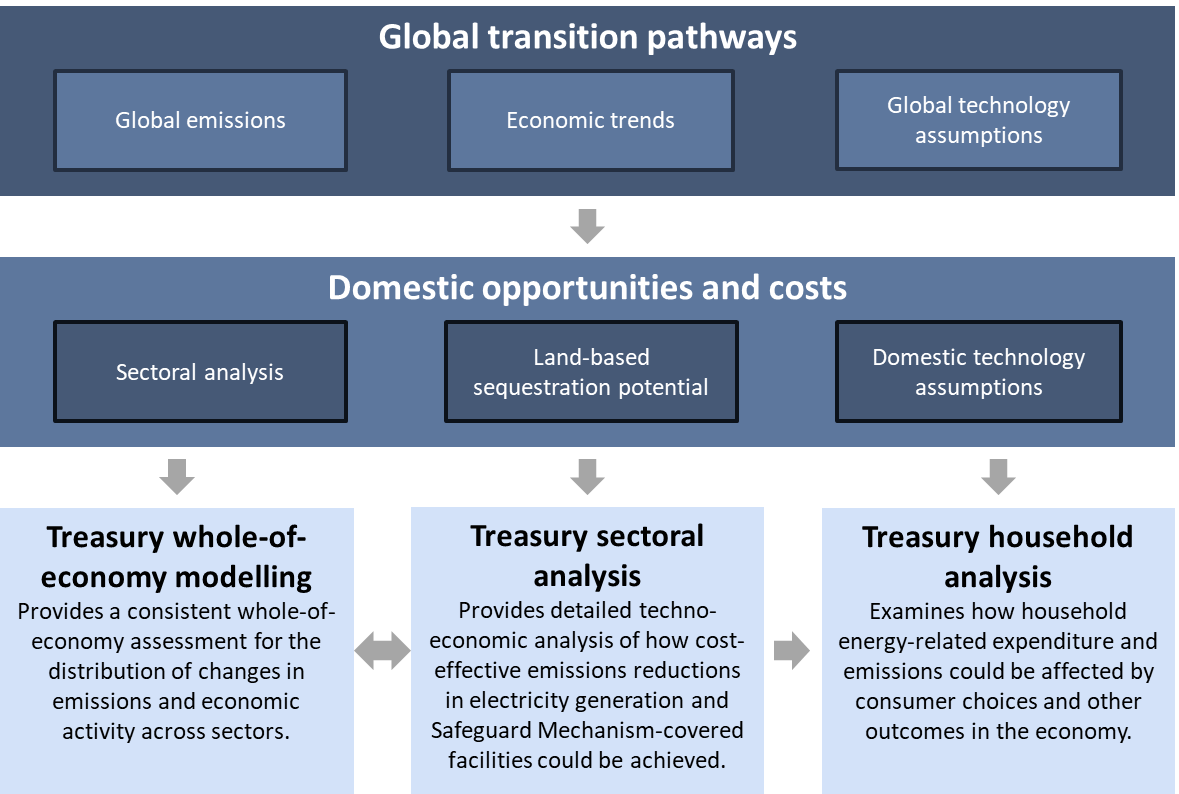 Global transition pathways
Global emissions
Economic trends
Global technology
assumptions
Domestic opportunities and costs
Sectoral analysis
Land-based
sequestration potential
Domestic technology
assumptions
Treasury whole-of-
economy modelling
Provides a consistent whole-of-
economy assessment for the
distribution of changes in
emissions and economic
activity across sectors.
Treasury sectoral
analysis
Provides detailed techno-
economic analysis of how cost-
effective emissions reductions
in electricity generation and
Safeguard Mechanism-covered
facilities could be achieved.
Treasury household
analysis
Examines how household
energy-related expenditure and
emissions could be affected by
consumer choices and other
outcomes in the economy.